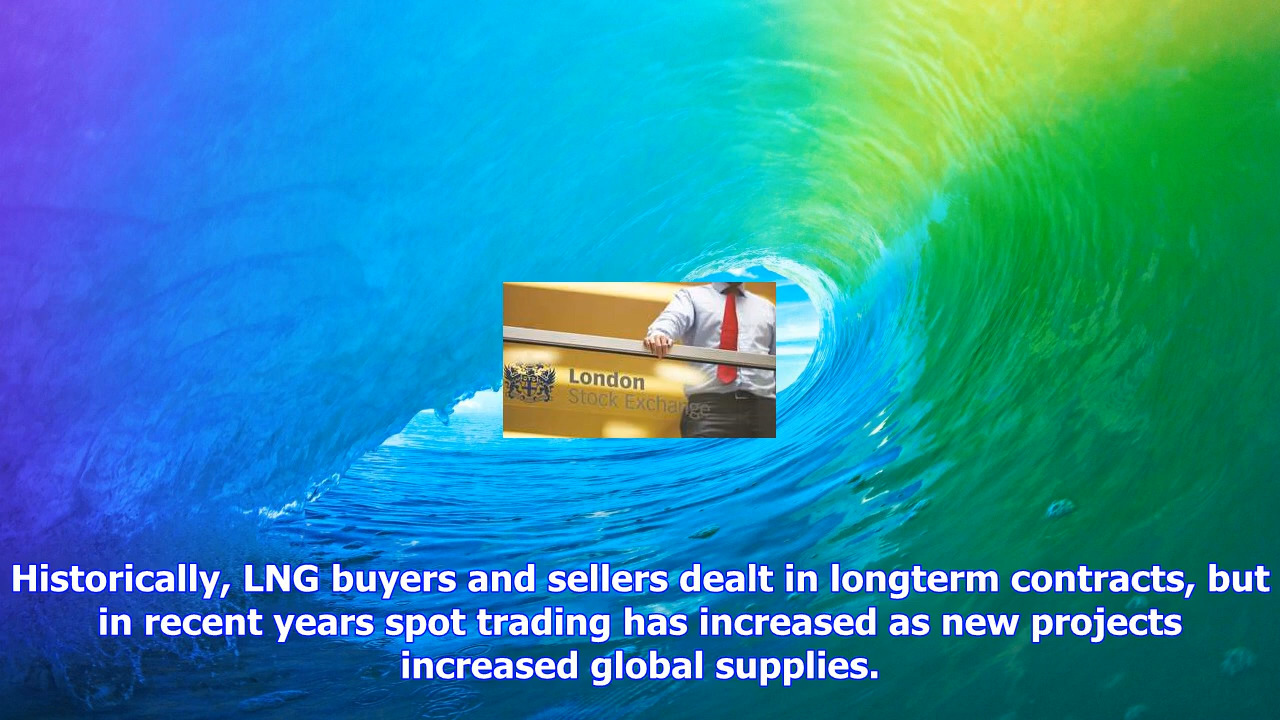 London
Stock Exchange
Historically, LNG buyers and sellers dealt in longterm contracts, but
in recent years spot trading has increased as new projects
increased global supplies.